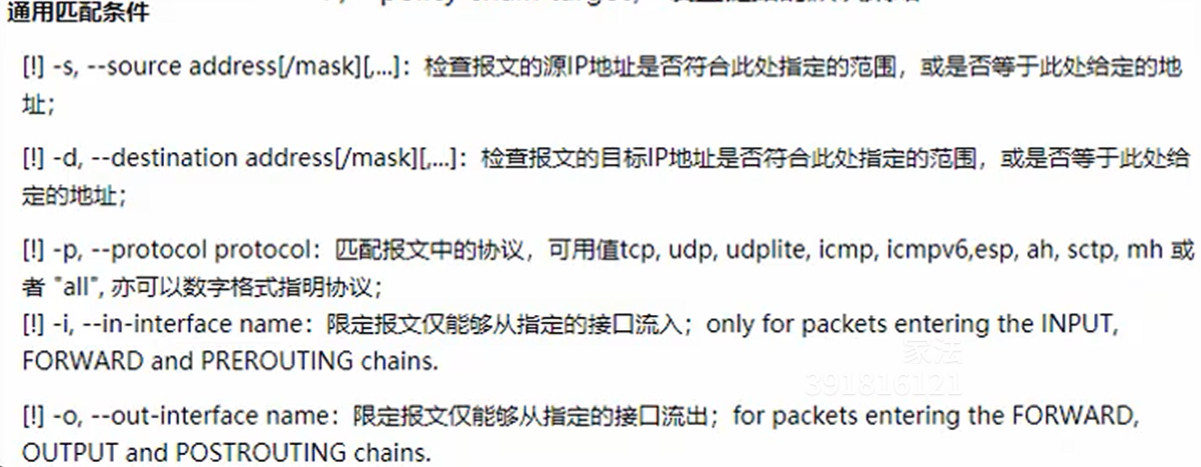 通用匹配条件
[!] -s, --source address[/mask][,...]：检查报文的源IP地址是否符合此处指定的范围，或是否等于此处给定的地
址；
[!] -d, --destination address[/mask][,...]：检查报文的目标IP地址是否符合此处指定的范围，或是否等于此处给
定的地址；
[!] -p, --protocol protocol：匹配报文中的协议，可用值tcp, udp, udplite, icmp, icmpv6,esp, ah, sctp, mh 或
者 "all", 亦可以数字格式指明协议；
[!] -i, --in-interface name：限定报文仅能够从指定的接口流入；only for packets entering the INPUT,
FORWARD and PREROUTING chains.
家法
391816121
[!] -o, --out-interface name：限定报文仅能够从指定的接口流出；for packets entering the FORWARD,
OUTPUT and POSTROUTING chains.